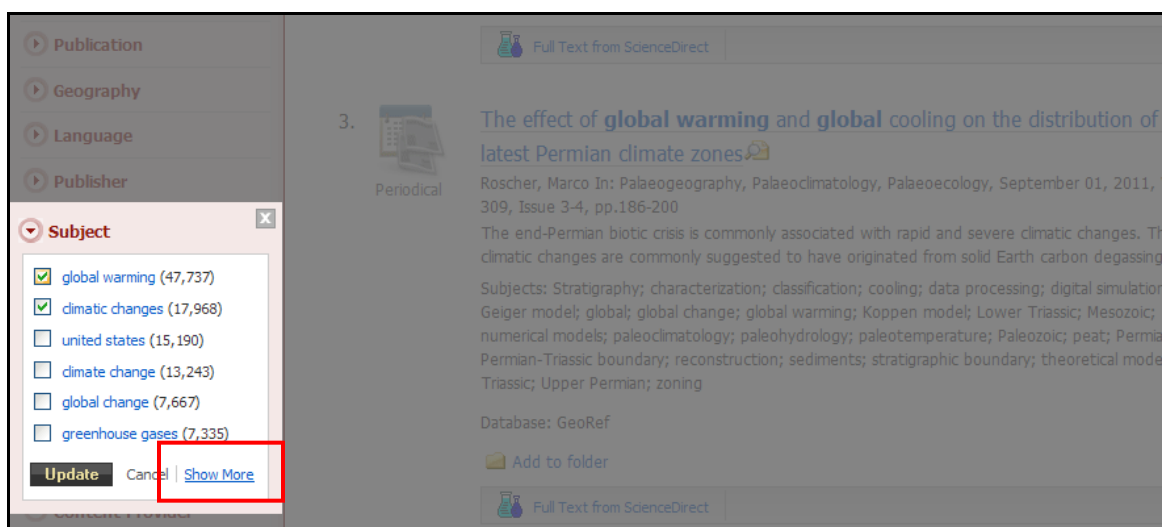 Publication
Geography
Language
Publisher
Subject
global warming (47,737)
climatic changes (17,968)
united states (15,190)
climate change (13,243)
global change (7,667)
greenhouse gases (7,335)
Update Cancel | Show More
Content Provider
Full Text from ScienceDirect
3.
Periodical
The effect of global warming and global cooling on the distribution of
latest Permian climate zones
Roscher, Marco In: Palaeogeography, Palaeoclimatology, Palaeoecology, September 01, 2011,
309, Issue 3-4, pp.186-200
The end-Permian biotic crisis is commonly associated with rapid and severe climatic changes.
climatic changes are commonly suggested to have originated from solid Earth carbon degassing
Subjects: Stratigraphy; characterization; classification; cooling; data processing; digital simulation
Geiger model; global; global change; global warming; Koppen model; Lower Triassic; Mesozoic;
numerical models; paleoclimatology; paleohydrology; paleotemperature; Paleozoic; peat; Permia
Permian-Triassic boundary; reconstruction; sediments; stratigraphic boundary; theoretical mode
Triassic; Upper Permian; zoning
Database: GeoRef
Add to folder
Full Text from ScienceDirect